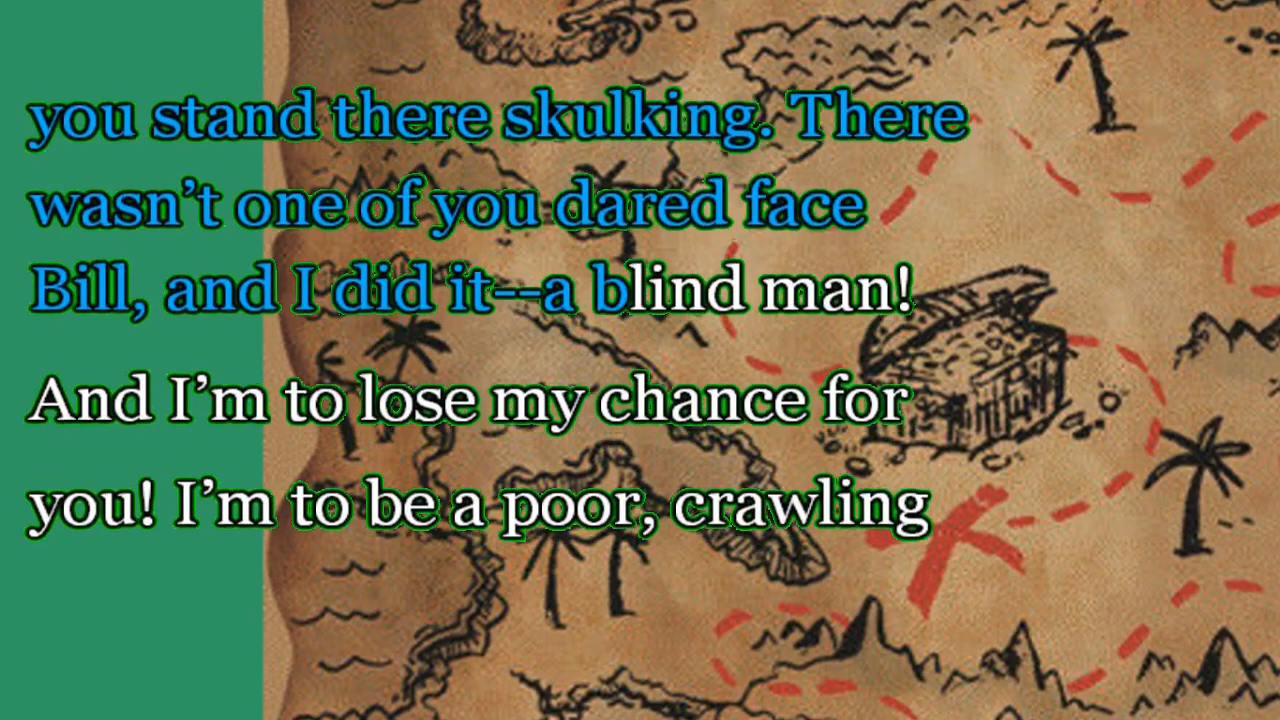 you stand there skulking. There
wasn’t one of you dared face
Bill, and I did it--a blind man!
And I’m to lose my chance for
you! I’m to be a poor, crawling